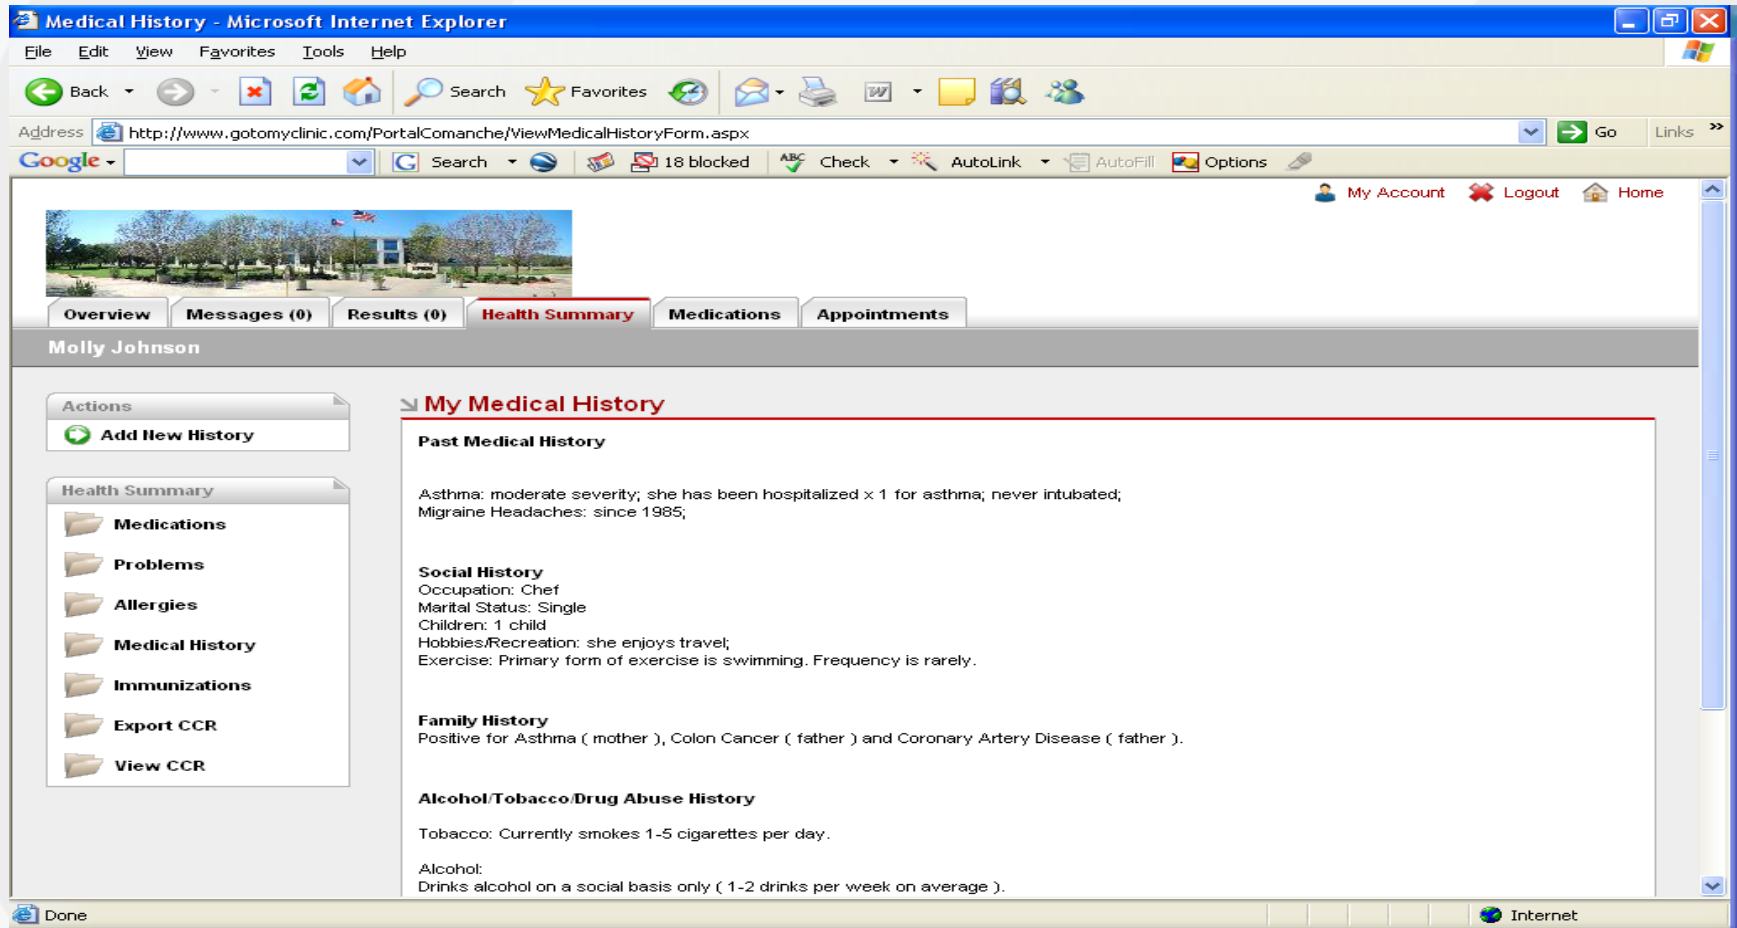 Medical History - Microsoft Internet Explorer
File Edit View Favorites Tools Help
Back Search Favorites
Address http://www.gotomyclinic.com/PortalComanche/ViewMedicalHistoryForm.aspx Go Links »
Google Search 18 blocked ABC Check AutoLink AutoFill Options
My Account Logout Home
Overview Messages (0) Results (0) Health Summary Medications Appointments
Molly Johnson
Actions
Add New History
Health Summary
Medications
Problems
Allergies
Medical History
Immunizations
Export CCR
View CCR
My Medical History
Past Medical History
Asthma: moderate severity; she has been hospitalized x 1 for asthma; never intubated;
Migraine Headaches: since 1985;
Social History
Occupation: Chef
Marital Status: Single
Children: 1 child
Hobbies/Recreation: she enjoys travel;
Exercise: Primary form of exercise is swimming. Frequency is rarely.
Family History
Positive for Asthma ( mother ), Colon Cancer ( father ) and Coronary Artery Disease ( father ).
Alcohol/Tobacco/Drug Abuse History
Tobacco: Currently smokes 1-5 cigarettes per day.
Alcohol:
Drinks alcohol on a social basis only ( 1-2 drinks per week on average ).
Done Internet